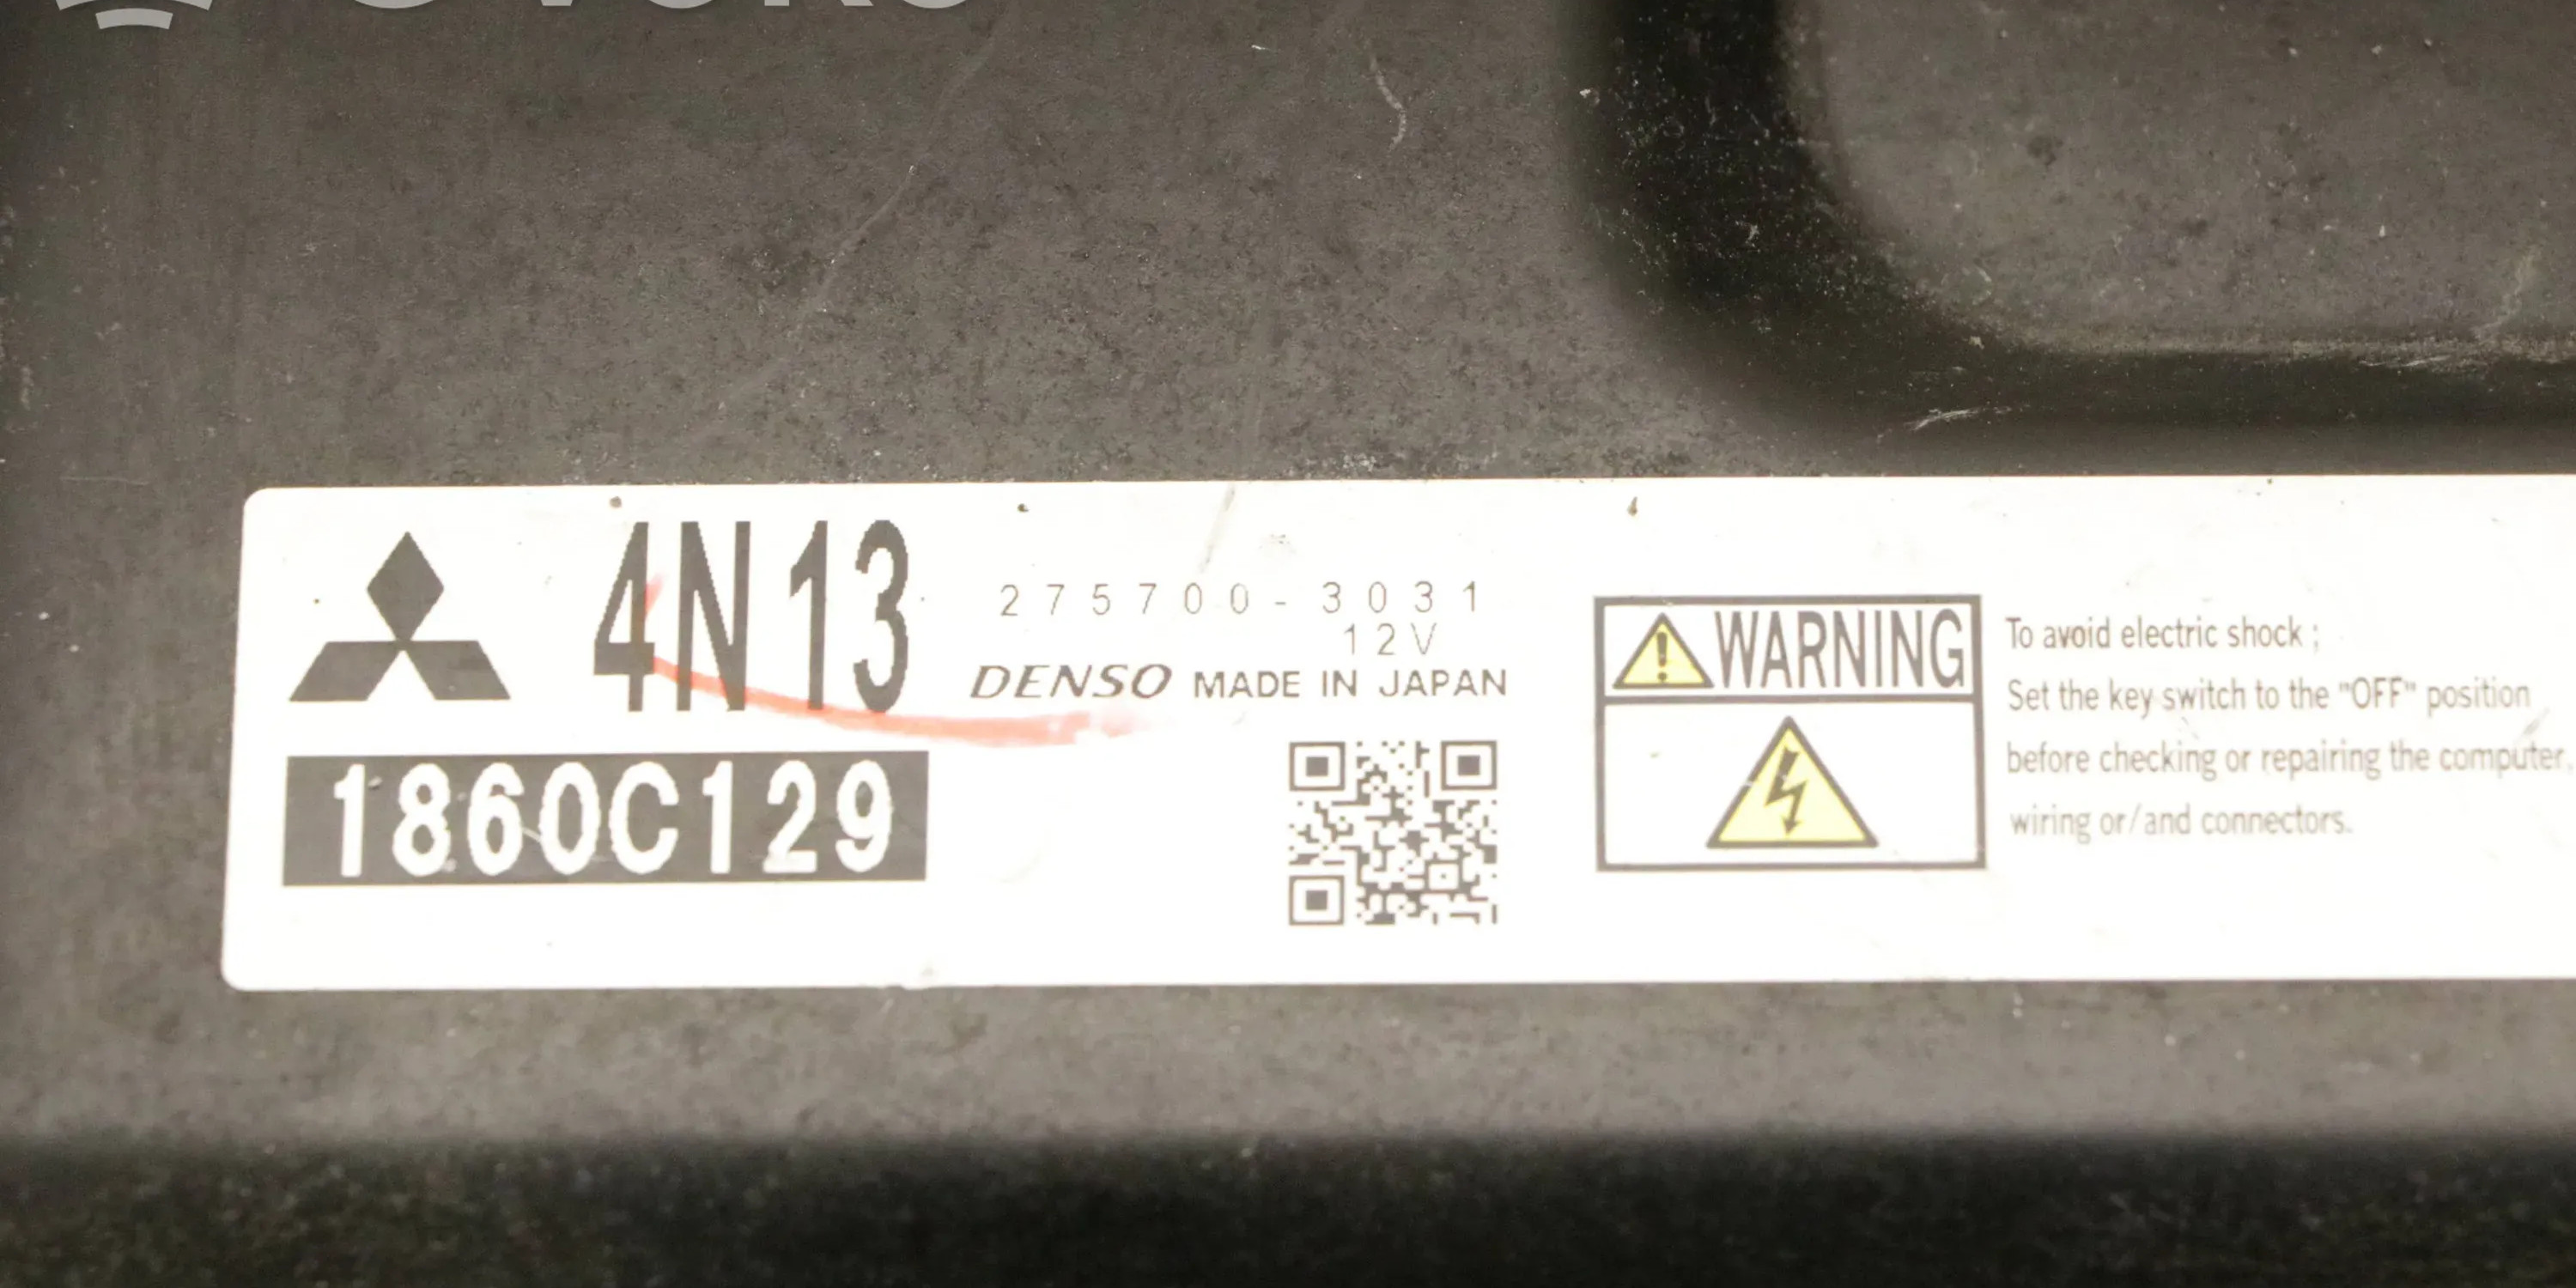 4N13
275700-3031
12V
DENSO MADE IN JAPAN
1860C129
WARNING
To avoid electric shock ;
Set the key switch to the "OFF" position
before checking or repairing the computer,
wiring or/and connectors.